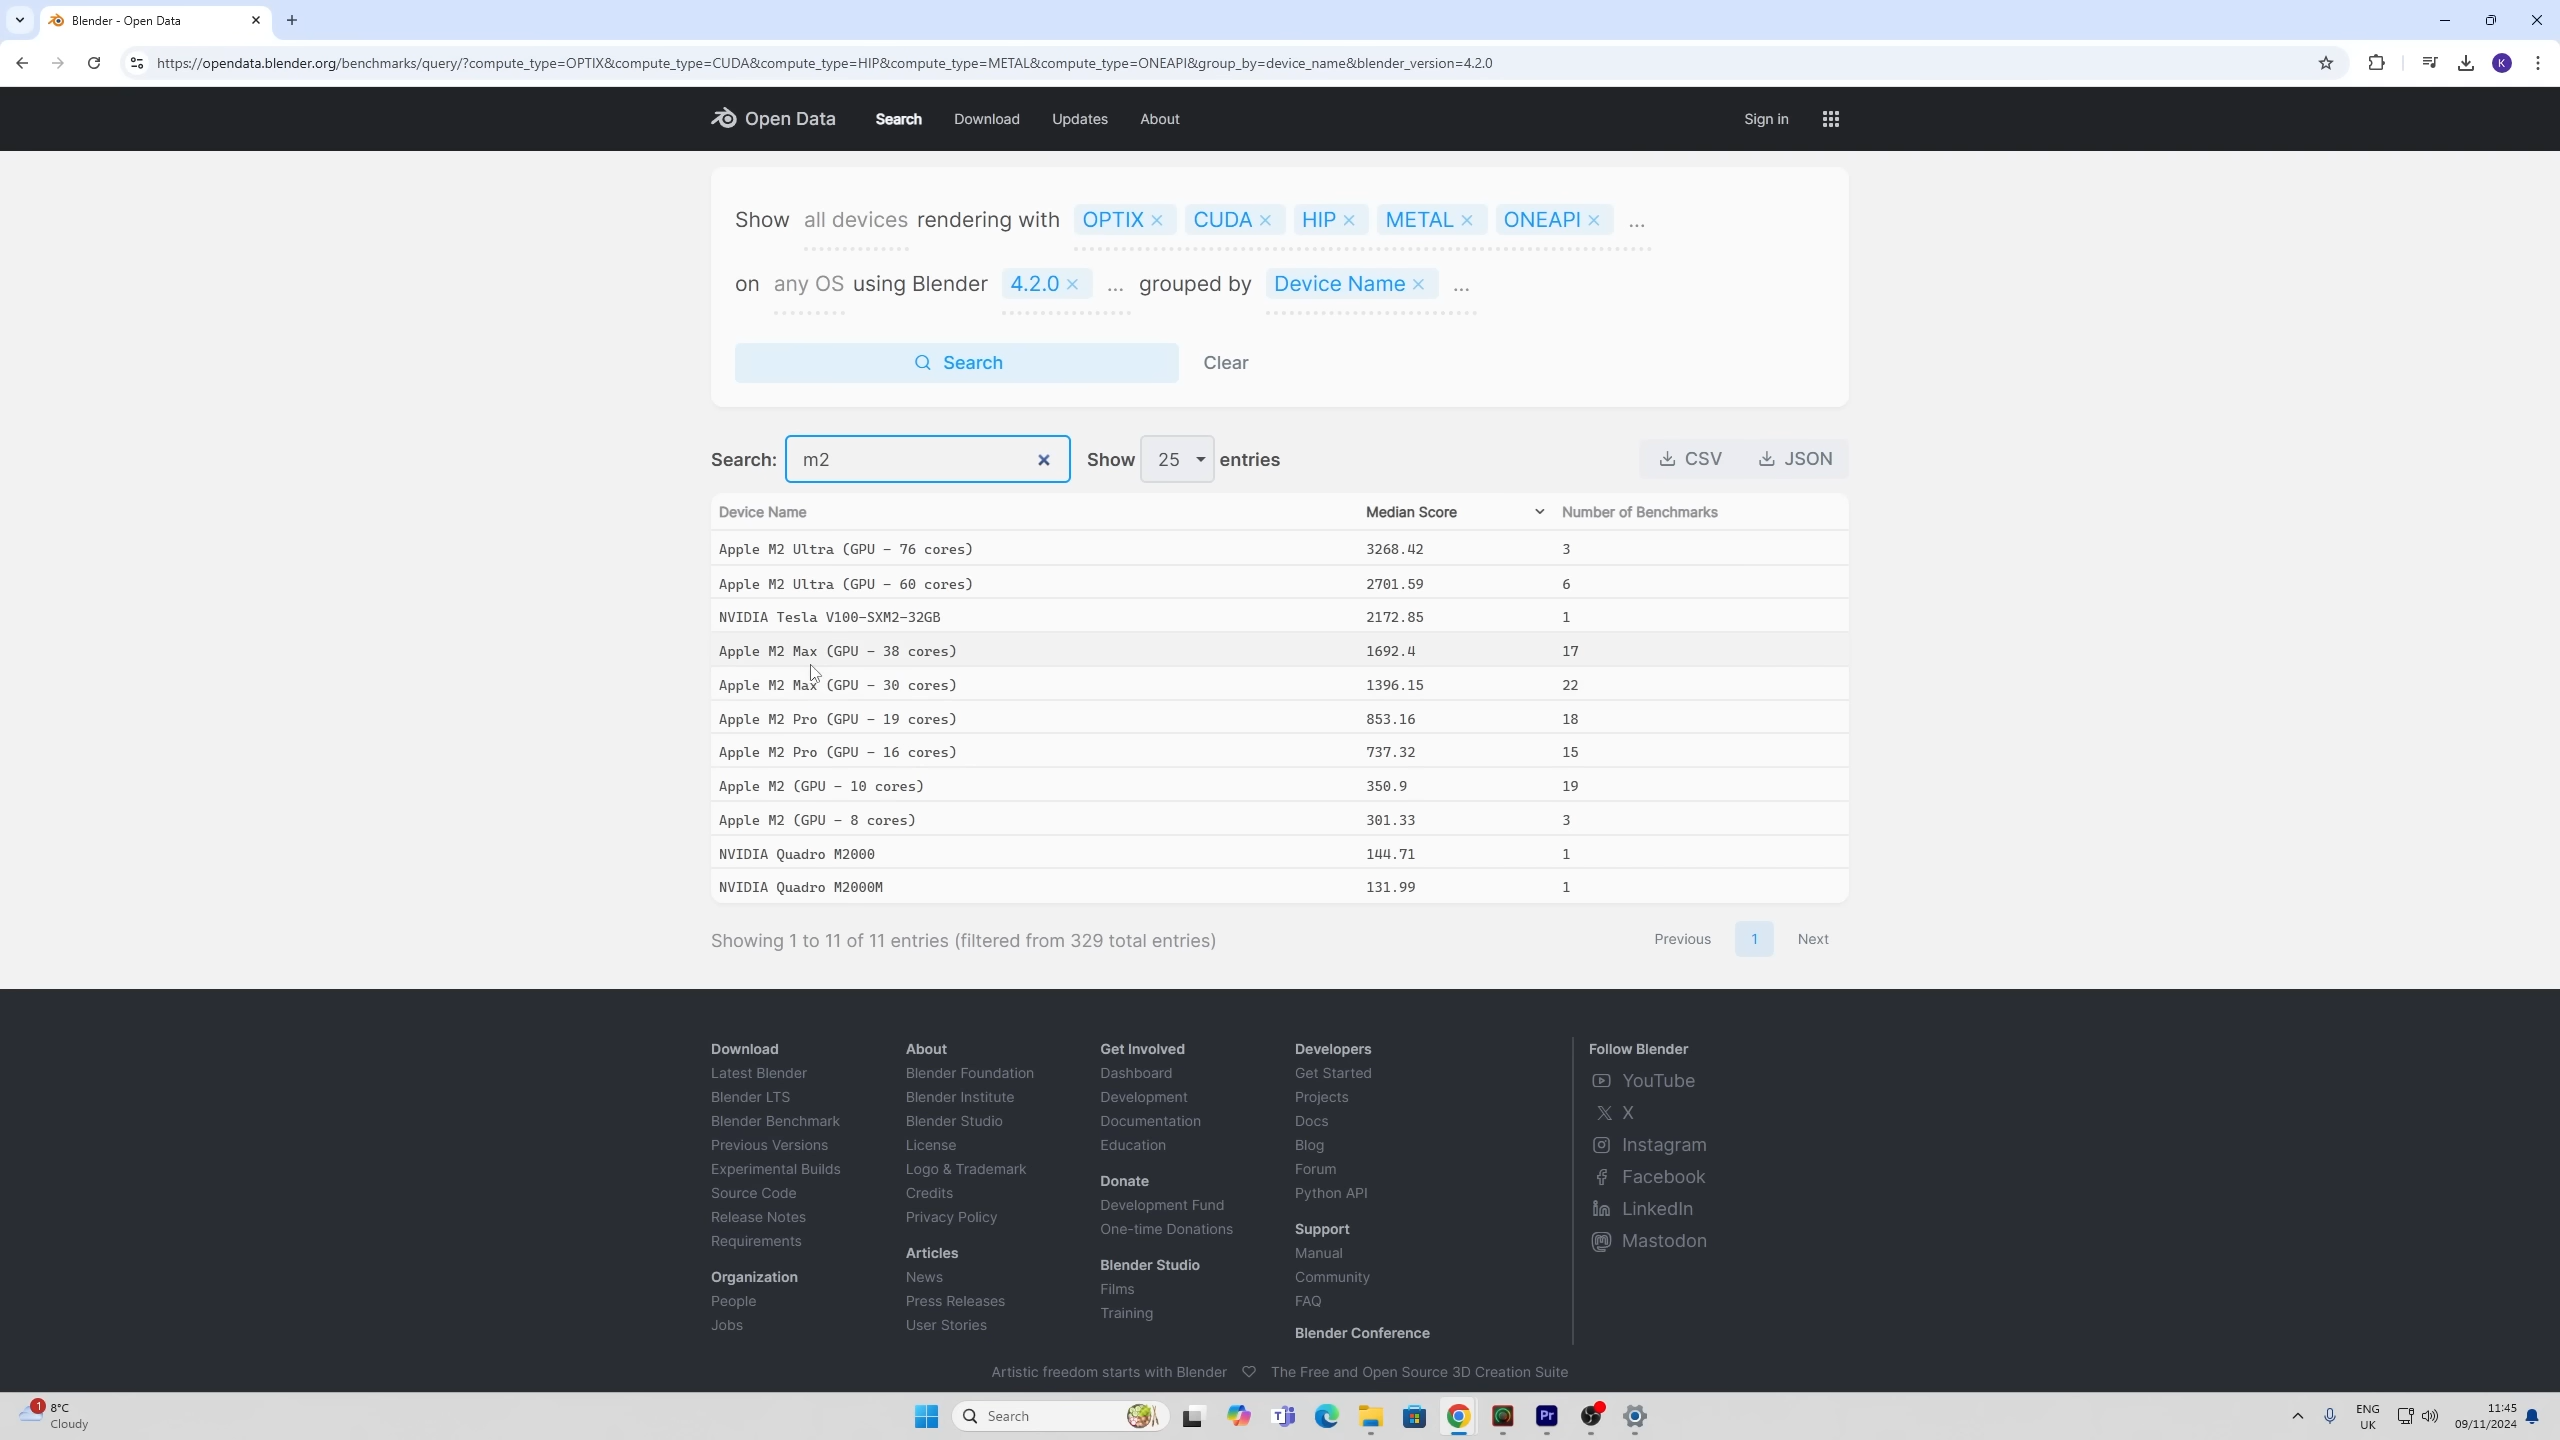 Blender - Open Data
https://opendata.blender.org/benchmarks/query/?compute_type=OPTIX&compute_type=CUDA&compute_type=HIP&compute_type=METAL&compute_type=ONEAPI&group_by=device_name&blender_version=4.2.0
K
Open Data Search Download Updates About Sign in
Show all devices rendering with OPTIX × CUDA × HIP × METAL × ONEAPI × ...
on any OS using Blender 4.2.0 × ... grouped by Device Name × ...
Search Clear
Search: m2 Show 25 entries CSV JSON
Device Name Median Score Number of Benchmarks
Apple M2 Ultra (GPU - 76 cores) 3268.42 3
Apple M2 Ultra (GPU - 60 cores) 2701.59 6
NVIDIA Tesla V100-SXM2-32GB 2172.85 1
Apple M2 Max (GPU - 38 cores) 1692.4 17
Apple M2 Max (GPU - 30 cores) 1396.15 22
Apple M2 Pro (GPU - 19 cores) 853.16 18
Apple M2 Pro (GPU - 16 cores) 737.32 15
Apple M2 (GPU - 10 cores) 350.9 19
Apple M2 (GPU - 8 cores) 301.33 3
NVIDIA Quadro M2000 144.71 1
NVIDIA Quadro M2000M 131.99 1
Showing 1 to 11 of 11 entries (filtered from 329 total entries) Previous 1 Next
Download
Latest Blender
Blender LTS
Blender Benchmark
Previous Versions
Experimental Builds
Source Code
Release Notes
Requirements
Organization
People
Jobs
About
Blender Foundation
Blender Institute
Blender Studio
License
Logo & Trademark
Credits
Privacy Policy
Articles
News
Press Releases
User Stories
Get Involved
Dashboard
Development
Documentation
Education
Donate
Development Fund
One-time Donations
Blender Studio
Films
Training
Developers
Get Started
Projects
Docs
Blog
Forum
Python API
Support
Manual
Community
FAQ
Blender Conference
Follow Blender
YouTube
X
Instagram
Facebook
LinkedIn
Mastodon
Artistic freedom starts with Blender ♡ The Free and Open Source 3D Creation Suite
1
8°C
Cloudy
Search
Pr
ENG
UK
11:45
09/11/2024